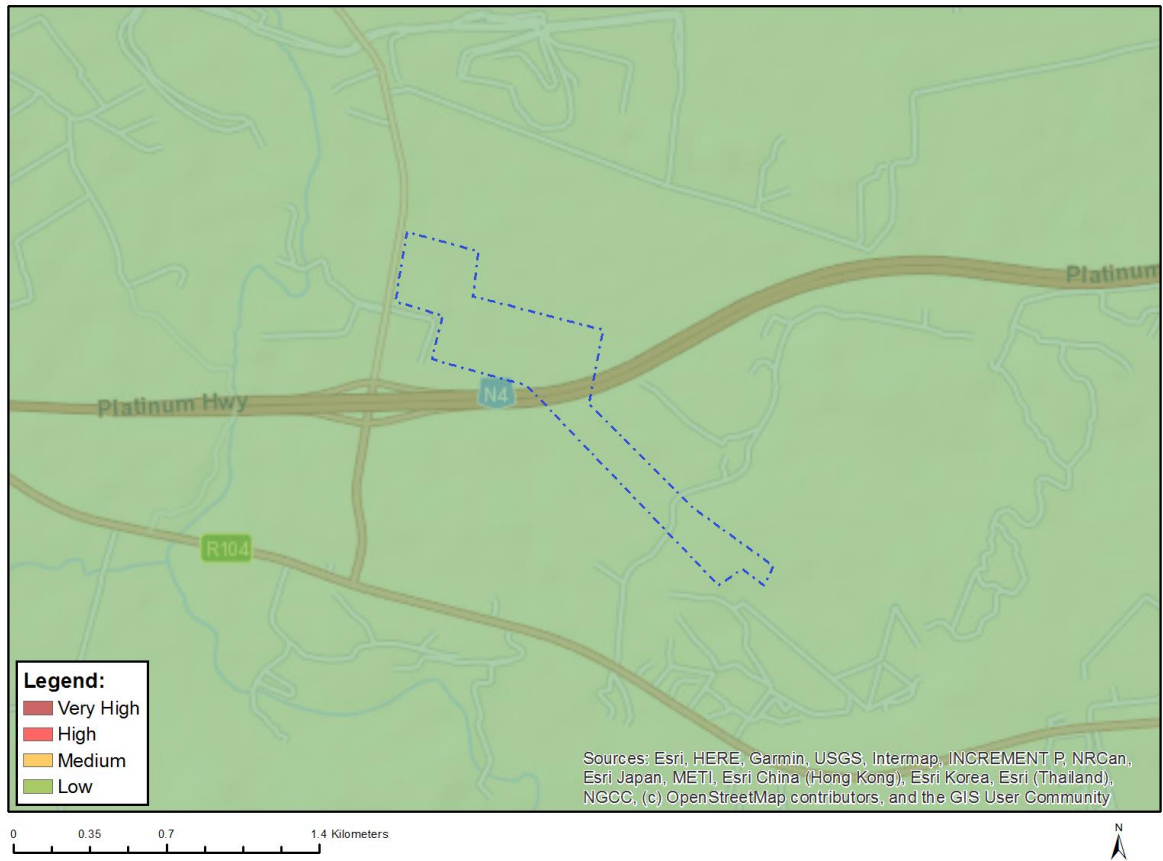 Platinum
N4
Platinum Hwy
R104
Legend:
Very High
High
Medium
Low
Sources: Esri, HERE, Garmin, USGS, Intermap, INCREMENT P, NRCan,
Esri Japan, METI, Esri China (Hong Kong), Esri Korea, Esri (Thailand),
NGCC, (c) OpenStreetMap contributors, and the GIS User Community
0 0.35 0.7 1.4 Kilometers
N